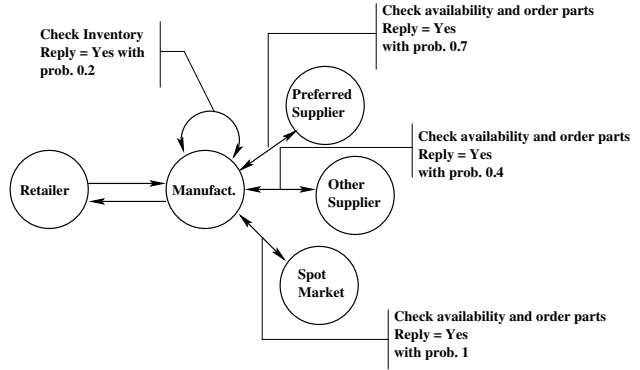 Check availability and order parts
Reply = Yes
with prob. 0.7
Check Inventory
Reply = Yes with
prob. 0.2
Preferred
Supplier
Check availability and order parts
Reply = Yes
with prob. 0.4
Retailer
Manufact.
Other
Supplier
Spot
Market
Check availability and order parts
Reply = Yes
with prob. 1